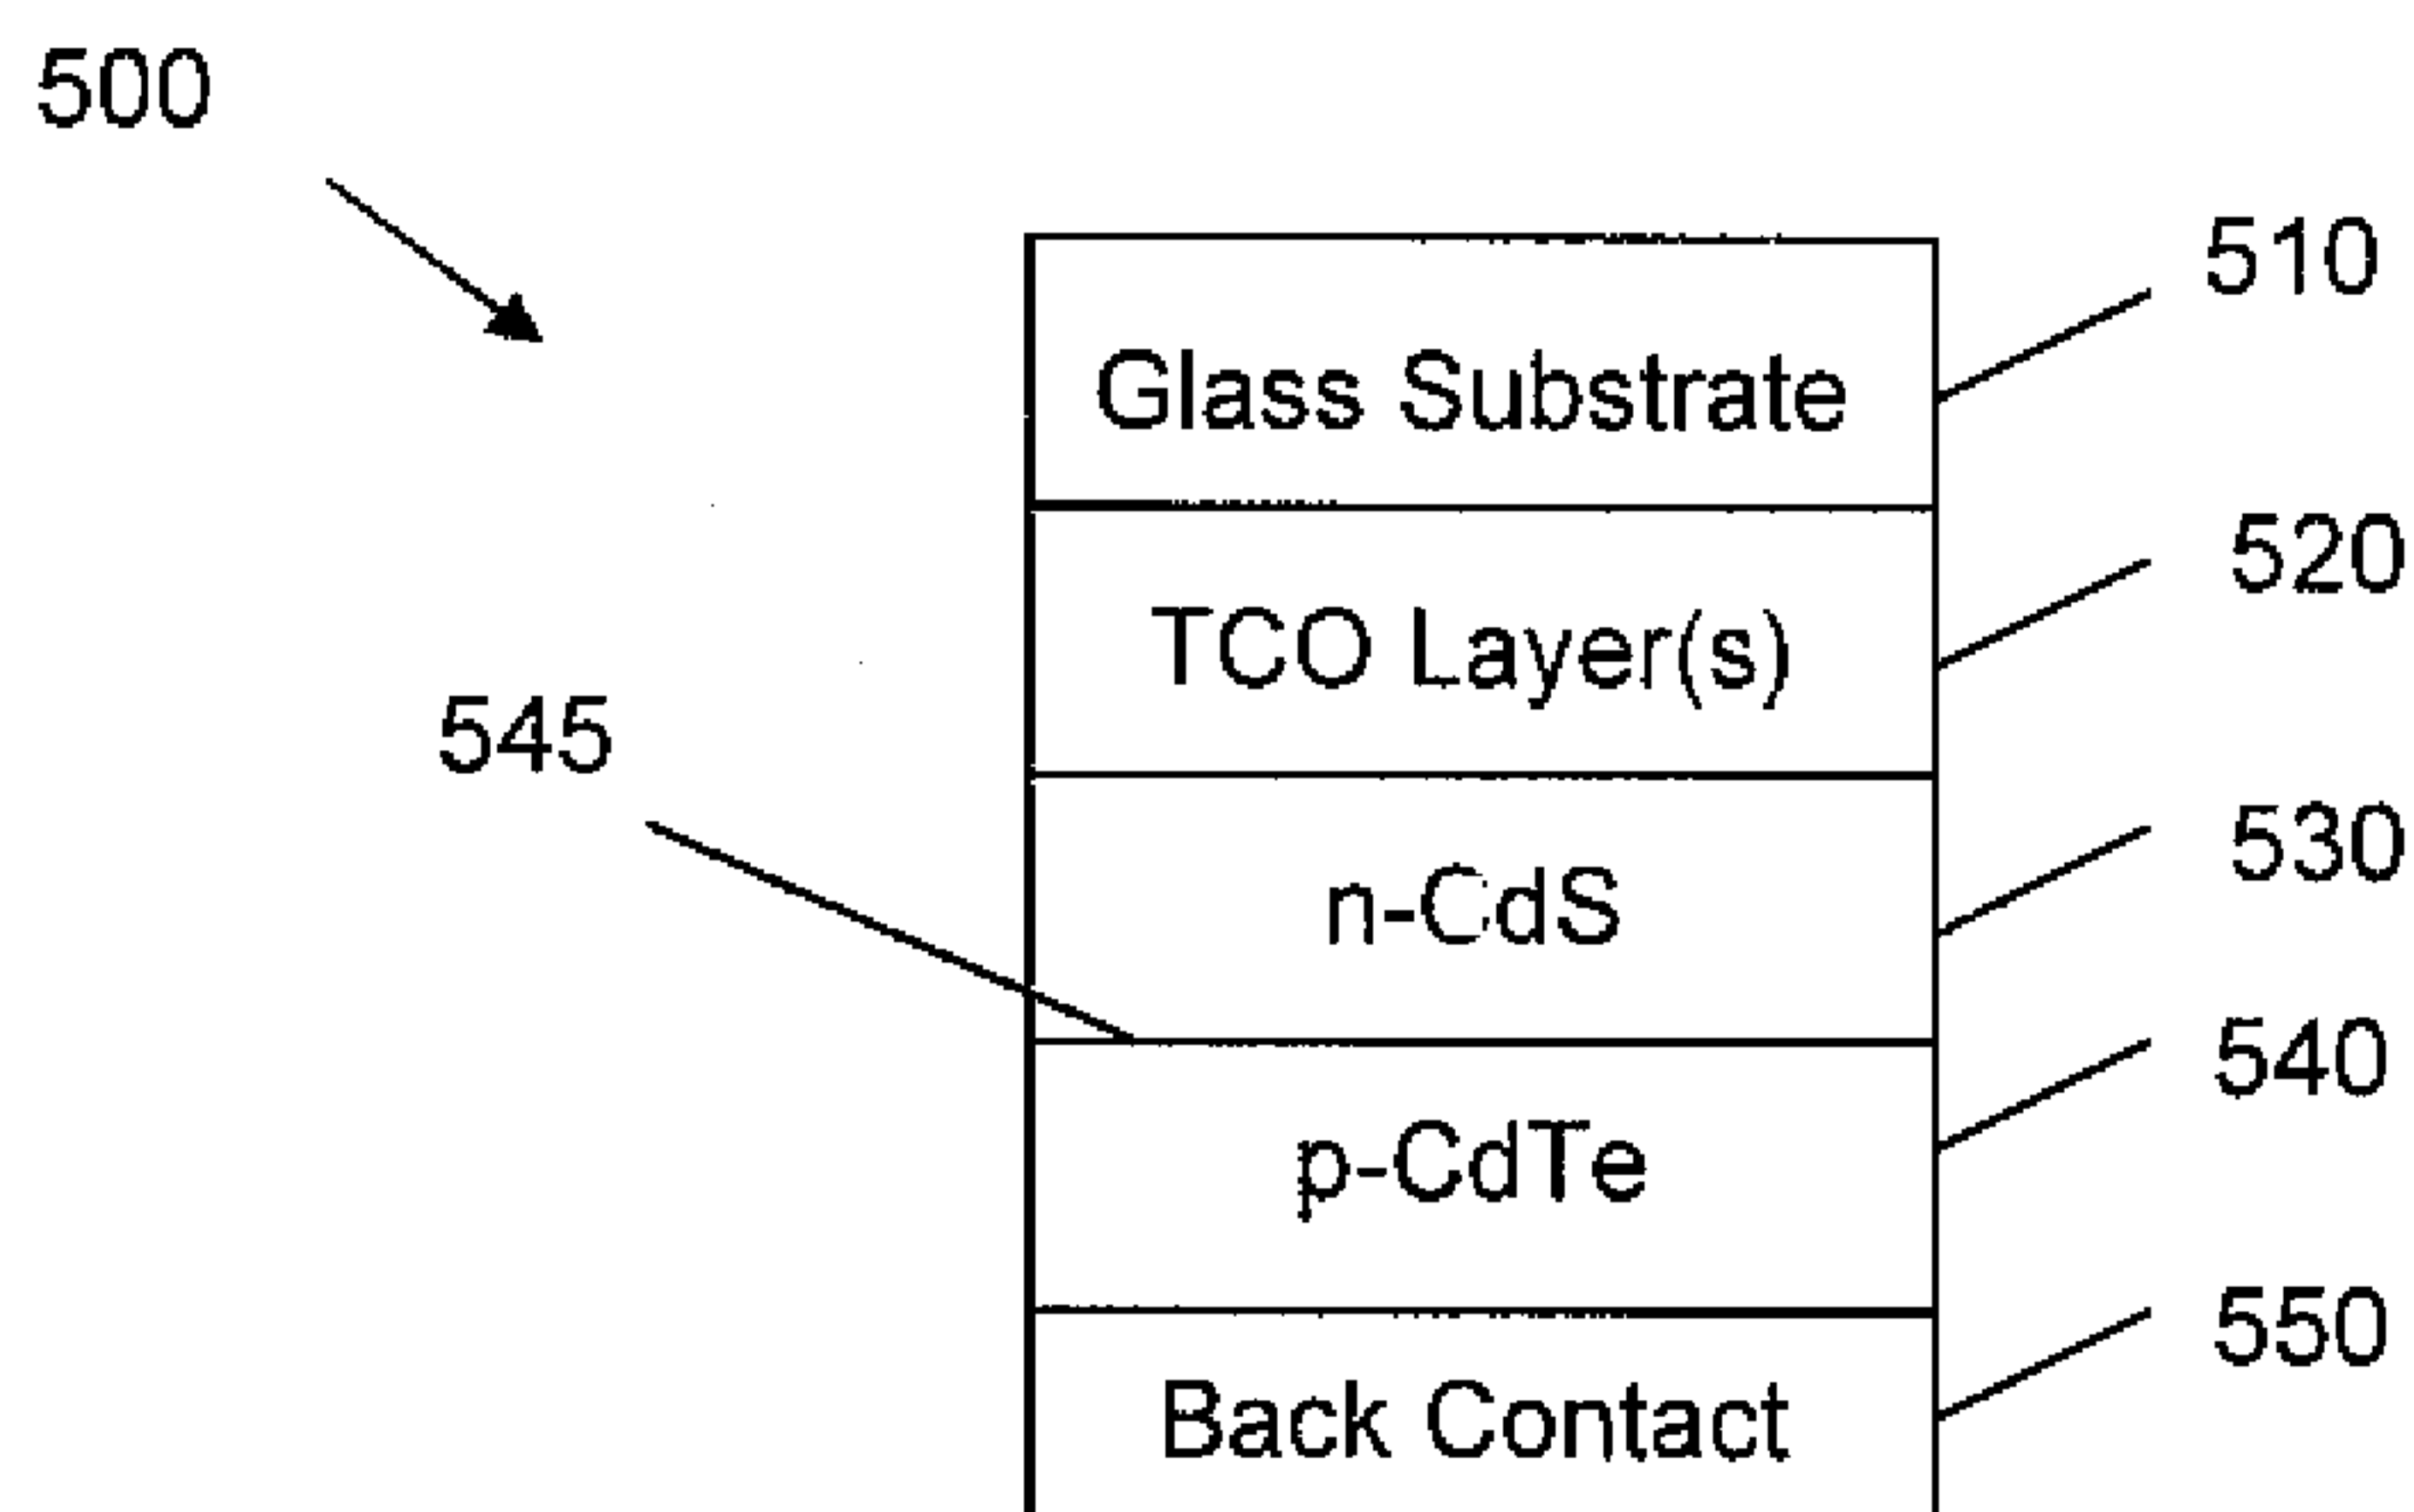 500
510
Glass Substrate
520
TCO Layer(s)
545
530
n-CdS
540
p-CdTe
550
Back Contact